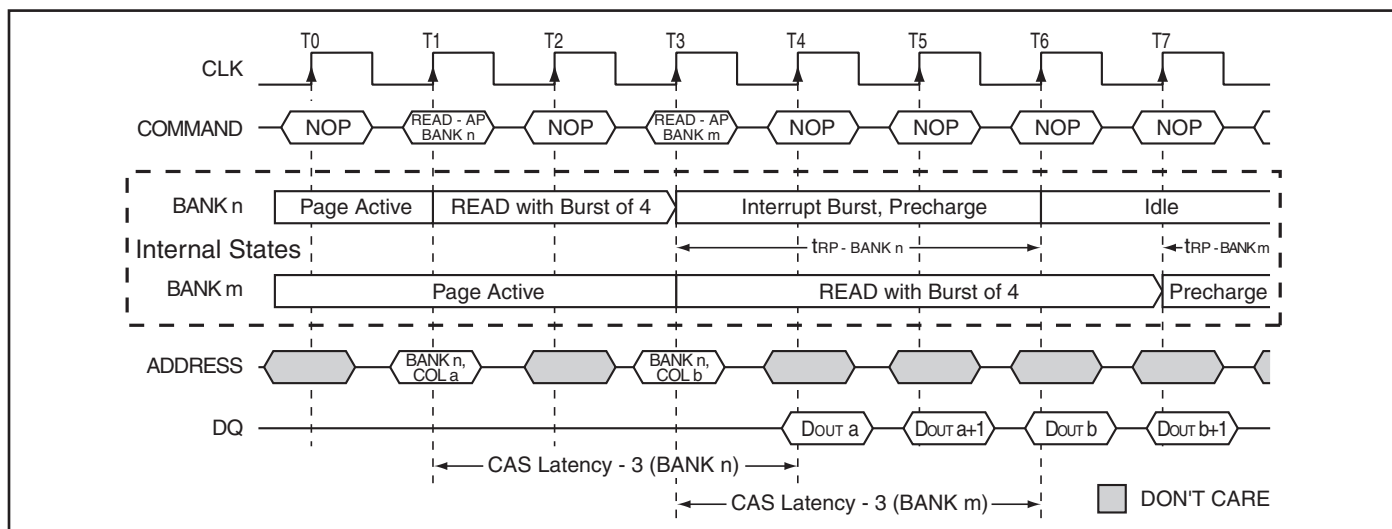 T0 T1 T2 T3 T4 T5 T6 T7
CLK
COMMAND NOP READ - AP BANK n NOP READ - AP BANK m NOP NOP NOP NOP
BANK n Page Active READ with Burst of 4 Interrupt Burst, Precharge Idle
Internal States tRP - BANK n tRP - BANK m
BANK m Page Active READ with Burst of 4 Precharge
ADDRESS BANK n, COL a BANK n, COL b
DQ DOUT a DOUT a+1 DOUT b DOUT b+1
CAS Latency - 3 (BANK n)
CAS Latency - 3 (BANK m) DON'T CARE